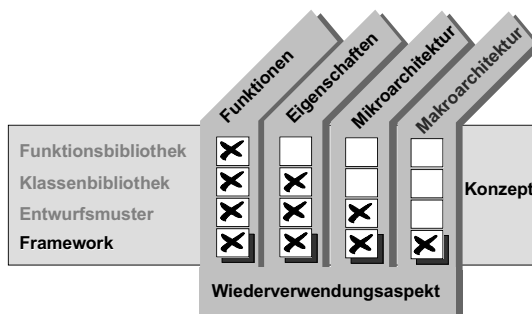 Funktionen
Eigenschaften
Mikroarchitektur
Makroarchitektur
Funktionsbibliothek
Klassenbibliothek
Entwurfsmuster
Framework
Konzept
Wiederverwendungsaspekt